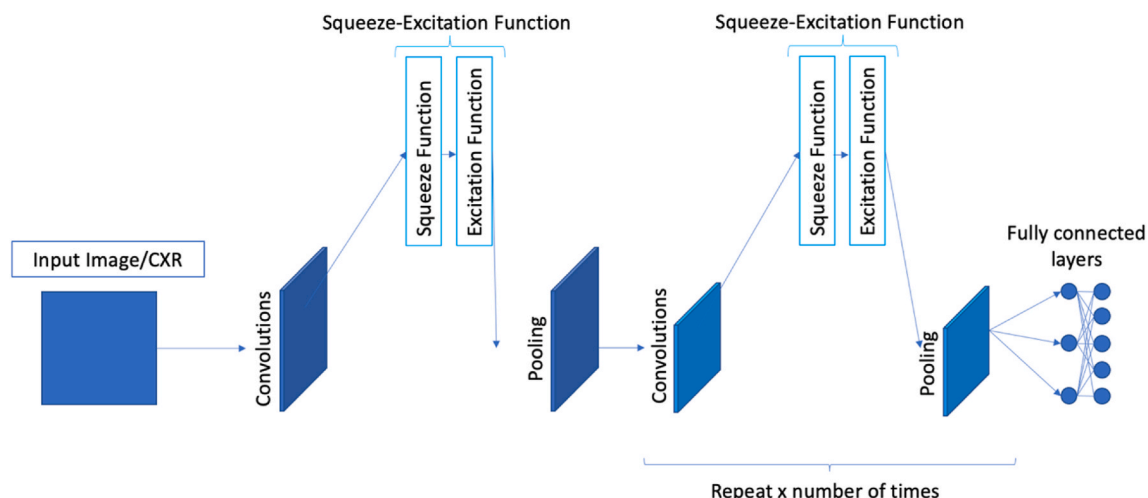 Squeeze-Excitation Function
Squeeze Function
Excitation Function
Squeeze-Excitation Function
Squeeze Function
Excitation Function
Input Image/CXR
Convolutions
Pooling
Convolutions
Pooling
Fully connected
layers
Repeat x number of times